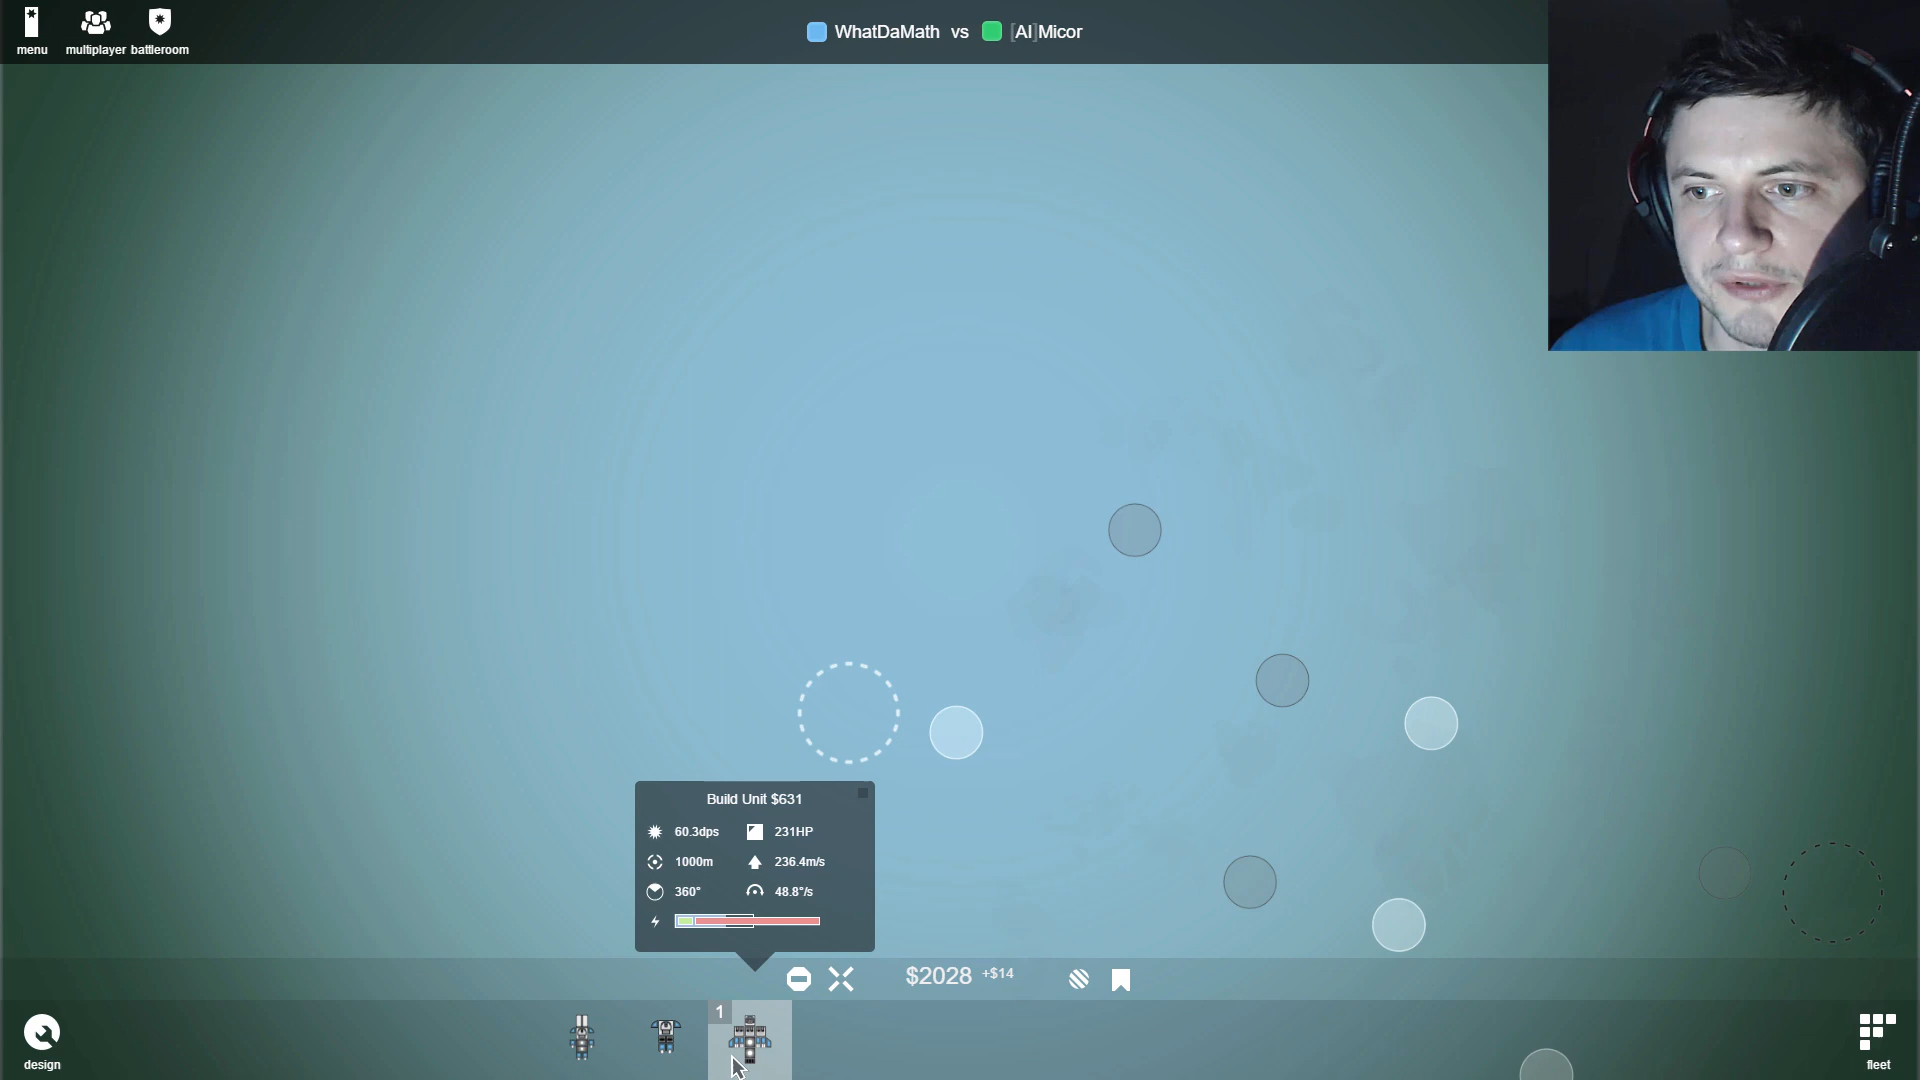 menu multiplayer battleroom
WhatDaMath vs [AI]Micor
Build Unit $631
60.3dps 231HP
1000m 236.4m/s
360° 48.8°/s
$2028 +$14
1
design
fleet